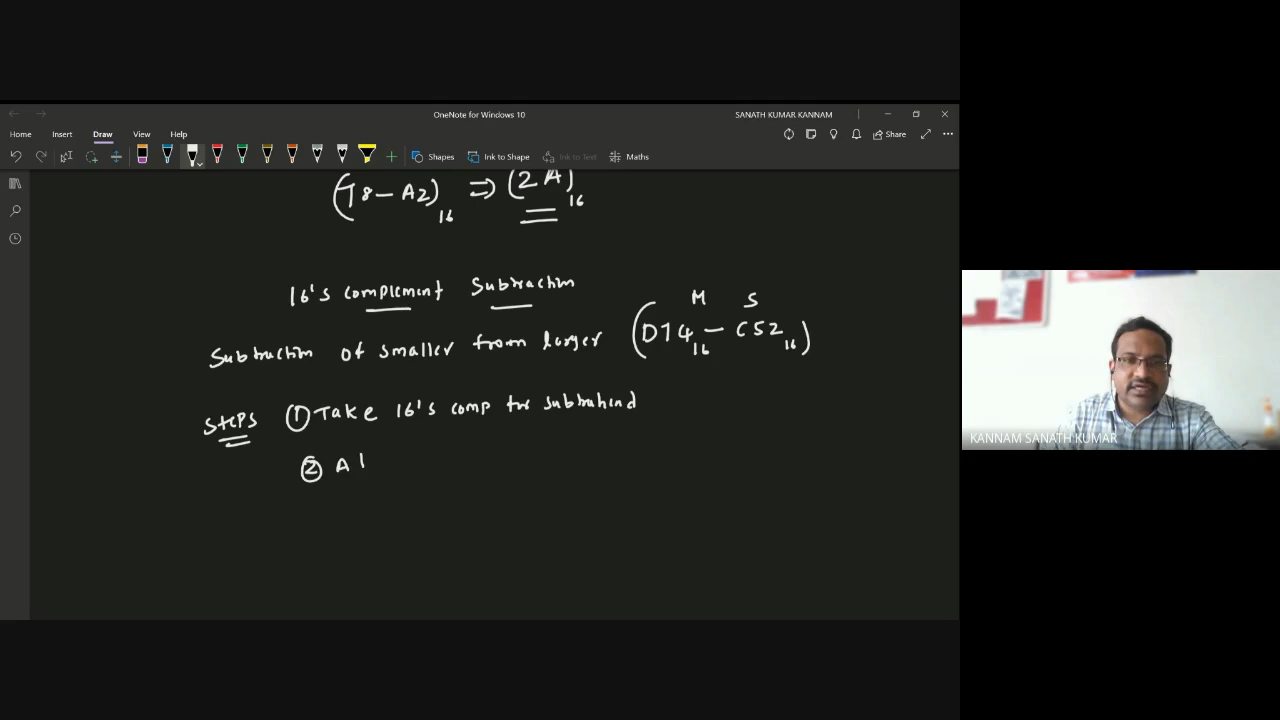 OneNote for Windows 10
SANATH KUMAR KANNAM
Home Insert Draw View Help
Share
Shapes Ink to Shape Ink to Text Maths
(78 – A2)16 ⇒ (2A)16
16's complement Subtraction
M S
Subtraction of smaller from larger (D7416 – C5216)
Steps ① Take 16's comp for subtrahend
② A
KANNAM SANATH KUMAR